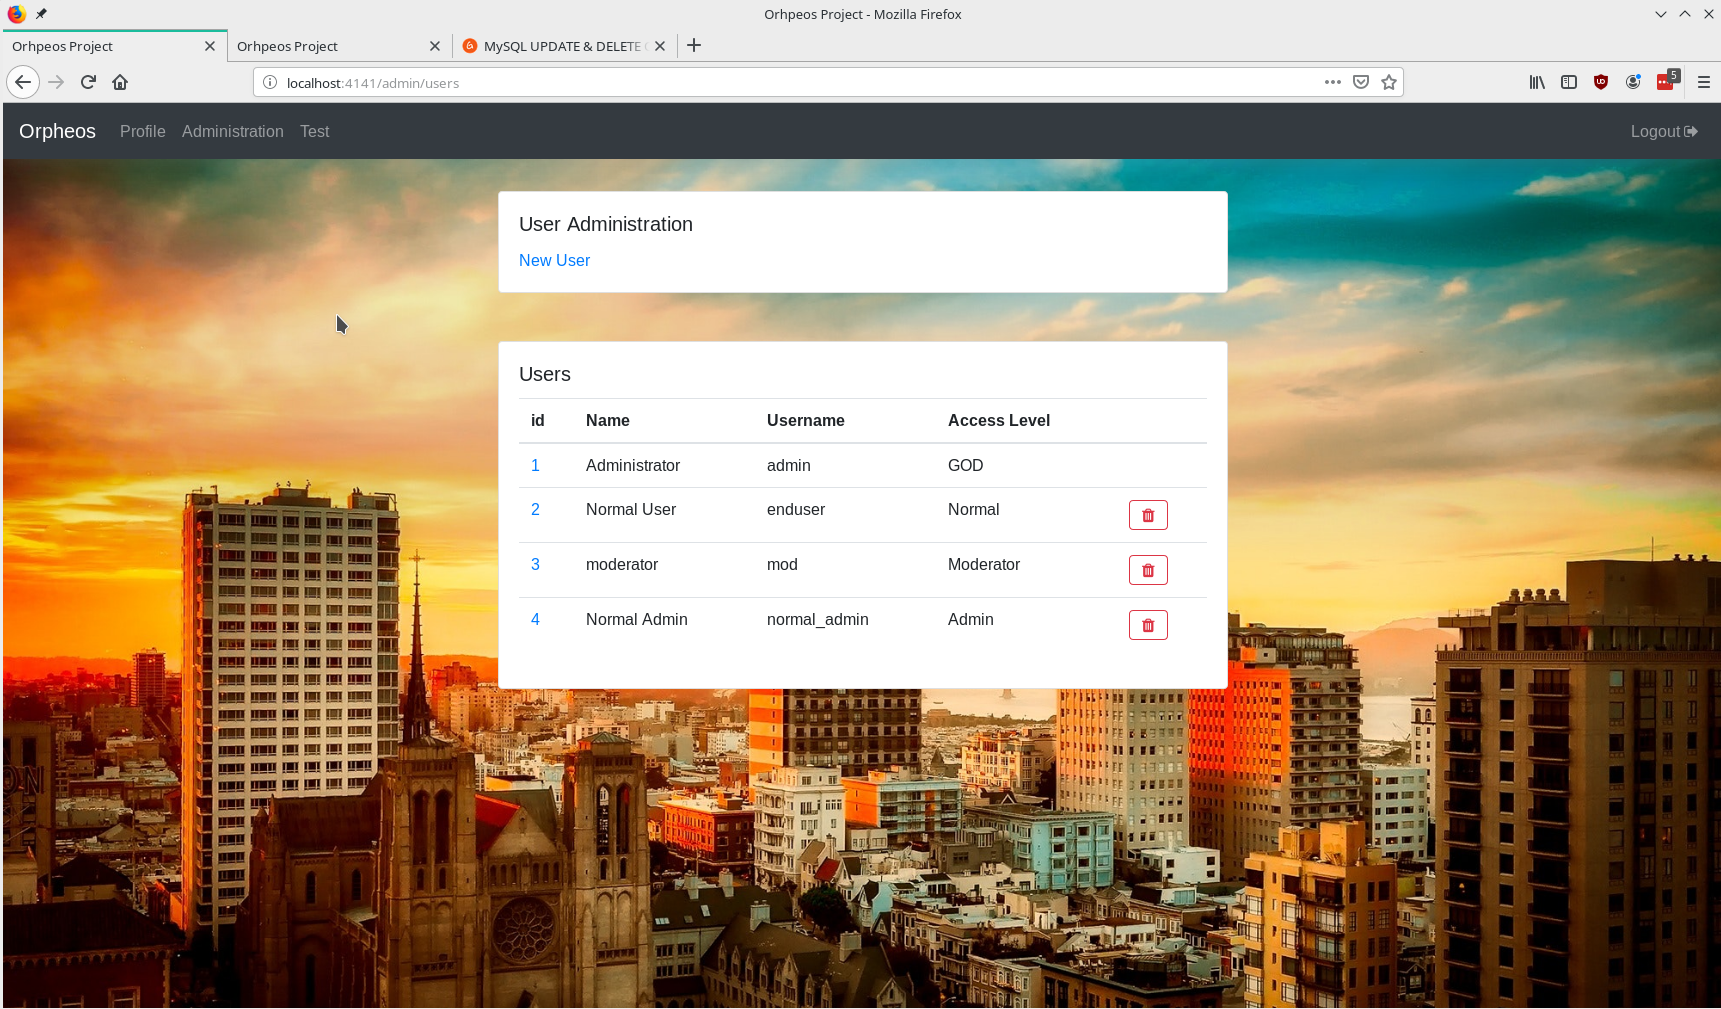 Orhpeos Project - Mozilla Firefox
Orhpeos Project
Orhpeos Project
MySQL UPDATE & DELETE
localhost:4141/admin/users
5
Orpheos Profile Administration Test Logout
User Administration
New User
Users
id Name Username Access Level
1 Administrator admin GOD
2 Normal User enduser Normal
3 moderator mod Moderator
4 Normal Admin normal_admin Admin